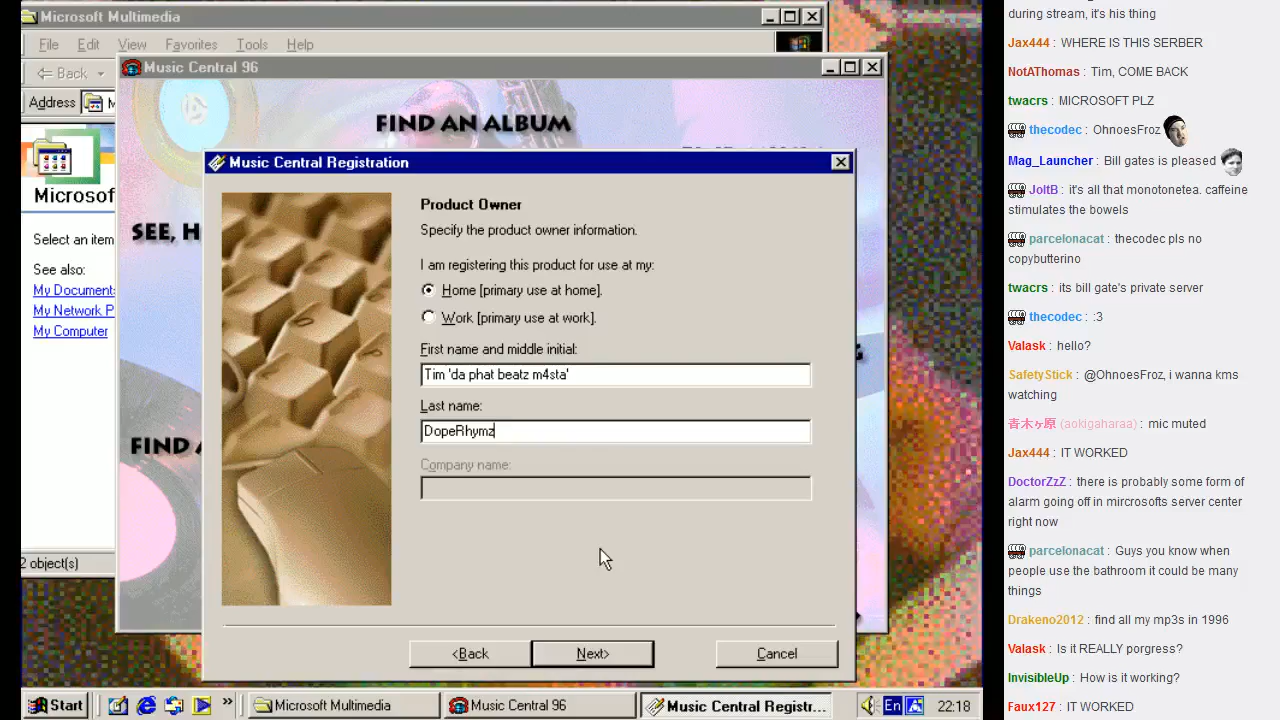 Microsoft Multimedia
File Edit View Favorites Tools Help
Back
Address
Microsof
Select an item
See also:
My Document
My Network P
My Computer
2 object(s)
Music Central 96
FIND AN ALBUM
SEE, H
FIND A
Music Central Registration
Product Owner
Specify the product owner information.
I am registering this product for use at my:
Home [primary use at home].
Work [primary use at work].
First name and middle initial:
Tim 'da phat beatz m4sta'
Last name:
DopeRhymz
Company name:
<Back Next> Cancel
Start Microsoft Multimedia Music Central 96 Music Central Registr... En 22:18
during stream, it's his thing
Jax444 : WHERE IS THIS SERBER
NotAThomas : Tim, COME BACK
twacrs : MICROSOFT PLZ
thecodec : OhnoesFroz
Mag_Launcher : Bill gates is pleased
JoltB : it's all that monotonetea. caffeine
stimulates the bowels
parcelonacat : thecodec pls no
copybutterino
twacrs : its bill gate's private server
thecodec : :3
Valask : hello?
SafetyStick : @OhnoesFroz, i wanna kms
watching
青木ヶ原 (aokigahara) : mic muted
Jax444 : IT WORKED
DoctorZzZ : there is probably some form of
alarm going off in mircrosofts server center
right now
parcelonacat : Guys you know when
people use the bathroom it could be many
things
Drakeno2012 : find all my mp3s in 1996
Valask : Is it REALLY porgress?
InvisibleUp : How is it working?
Faux127 : IT WORKED